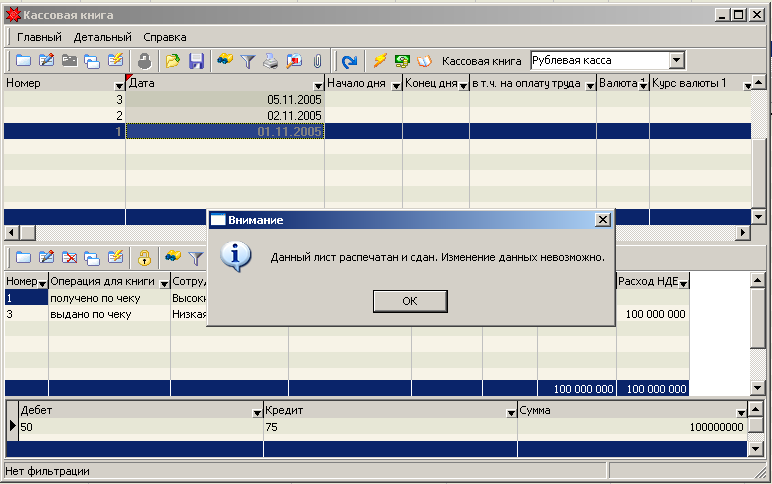 Кассовая книга
Главный Детальный Справка
Кассовая книга Рублевая касса
Номер Дата Начало дня Конец дня в т.ч. на оплату труда Валюта 1 Курс валюты 1
3 05.11.2005
2 02.11.2005
1 01.11.2005
Внимание
Данный лист распечатан и сдан. Изменение данных невозможно.
OK
Номер Операция для книги Сотруд Расход НДЕ
1 получено по чеку Высоки
3 выдано по чеку Низкая 100 000 000
100 000 000 100 000 000
Дебет Кредит Сумма
50 75 100000000
Нет фильтрации